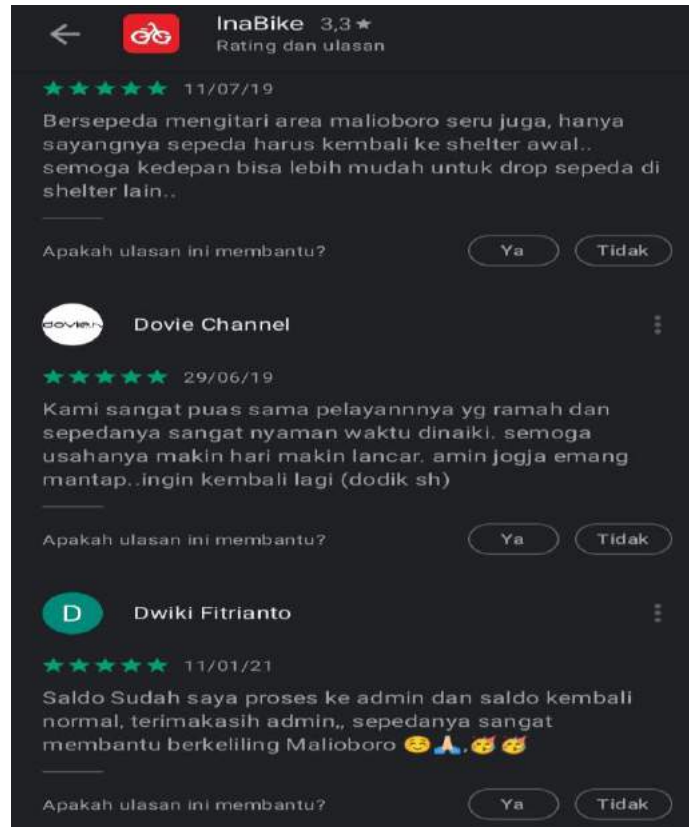 InaBike 3,3★
Rating dan ulasan
★★★★★ 11/07/19
Bersepeda mengitari area malioboro seru juga, hanya
sayangnya sepeda harus kembali ke shelter awal..
semoga kedepan bisa lebih mudah untuk drop sepeda di
shelter lain..
Apakah ulasan ini membantu? Ya Tidak
dovie Dovie Channel
★★★★★ 29/06/19
Kami sangat puas sama pelayannnya yg ramah dan
sepedanya sangat nyaman waktu dinaiki. semoga
usahanya makin hari makin lancar. amin jogja emang
mantap..ingin kembali lagi (dodik sh)
Apakah ulasan ini membantu? Ya Tidak
D Dwiki Fitrianto
★★★★★ 11/01/21
Saldo Sudah saya proses ke admin dan saldo kembali
normal, terimakasih admin,, sepedanya sangat
membantu berkeliling Malioboro ☺️🙏🏻.🥳🥳
Apakah ulasan ini membantu? Ya Tidak